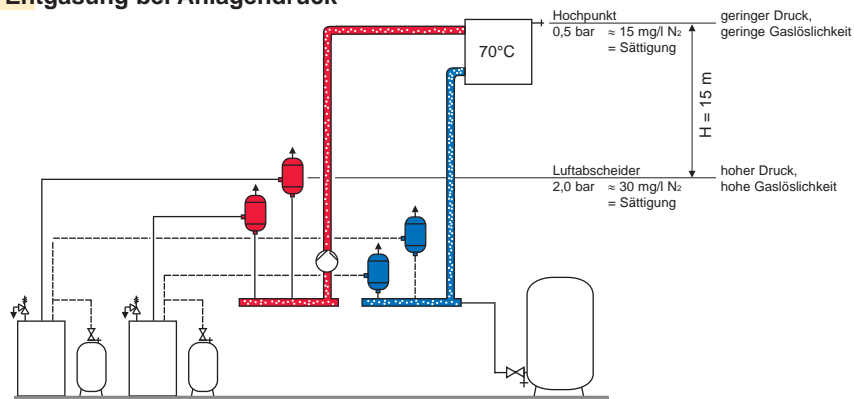 Entgasung bei Anlagendruck
70°C
Hochpunkt
0,5 bar ≈ 15 mg/l N₂
= Sättigung
geringer Druck,
geringe Gaslöslichkeit
H = 15 m
Luftabscheider
2,0 bar ≈ 30 mg/l N₂
= Sättigung
hoher Druck,
hohe Gaslöslichkeit